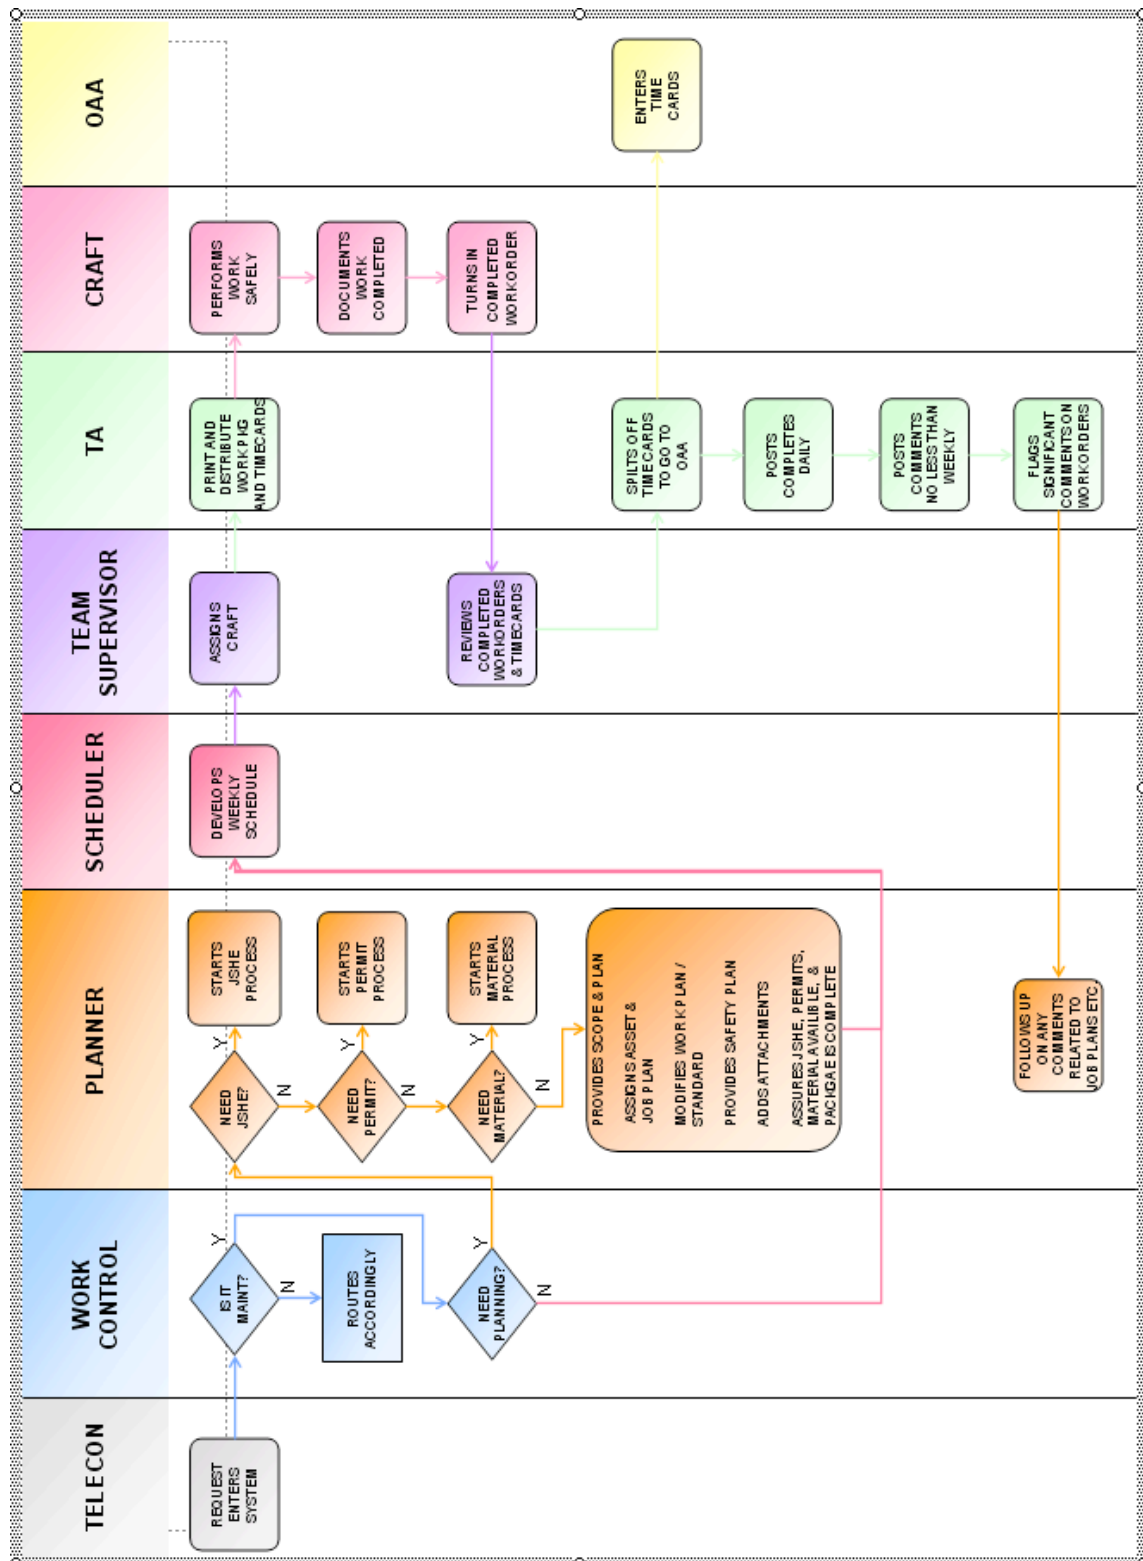 TELECON
REQUEST
ENTERS
SYSTEM
WORK
CONTROL
IS IT
MAINT?
Y
N
ROUTES
ACCORDINGLY
NEED
PLANNING?
Y
N
PLANNER
NEED
JSHE?
Y
N
STARTS
JSHE
PROCESS
NEED
PERMIT?
Y
N
STARTS
PERMIT
PROCESS
NEED
MATERIAL?
Y
N
STARTS
MATERIAL
PROCESS
PROVIDES SCOPE & PLAN
ASSIGNS ASSET &
JOB PLAN
MODIFIES WORK PLAN /
STANDARD
PROVIDES SAFETY PLAN
ADDS ATTACHMENTS
ASSURES JSHE, PERMITS,
MATERIAL AVAILIBLE, &
PACKGAE IS COMPLETE
FOLLOWS UP
ON ANY
COMMENTS
RELATED TO
JOB PLANS ETC.
SCHEDULER
DEVELOPS
WEEKLY
SCHEDULE
TEAM
SUPERVISOR
ASSIGNS
CRAFT
REVIEWS
COMPLETED
WORKORDERS
& TIMECARDS
TA
PRINT AND
DISTRIBUTE
WORK PKG
AND TIMECARDS
SPILTS OFF
TIME CARDS
TO GO TO
OAA
POSTS
COMPLETES
DAILY
POSTS
COMMENTS
NO LESS THAN
WEEKLY
FLAGS
SIGNIFICANT
COMMENTS ON
WORKORDERS
CRAFT
PERFORMS
WORK
SAFELY
DOCUMENTS
WORK
COMPLETED
TURNS IN
COMPLETED
WORKORDER
OAA
ENTERS
TIME
CARDS